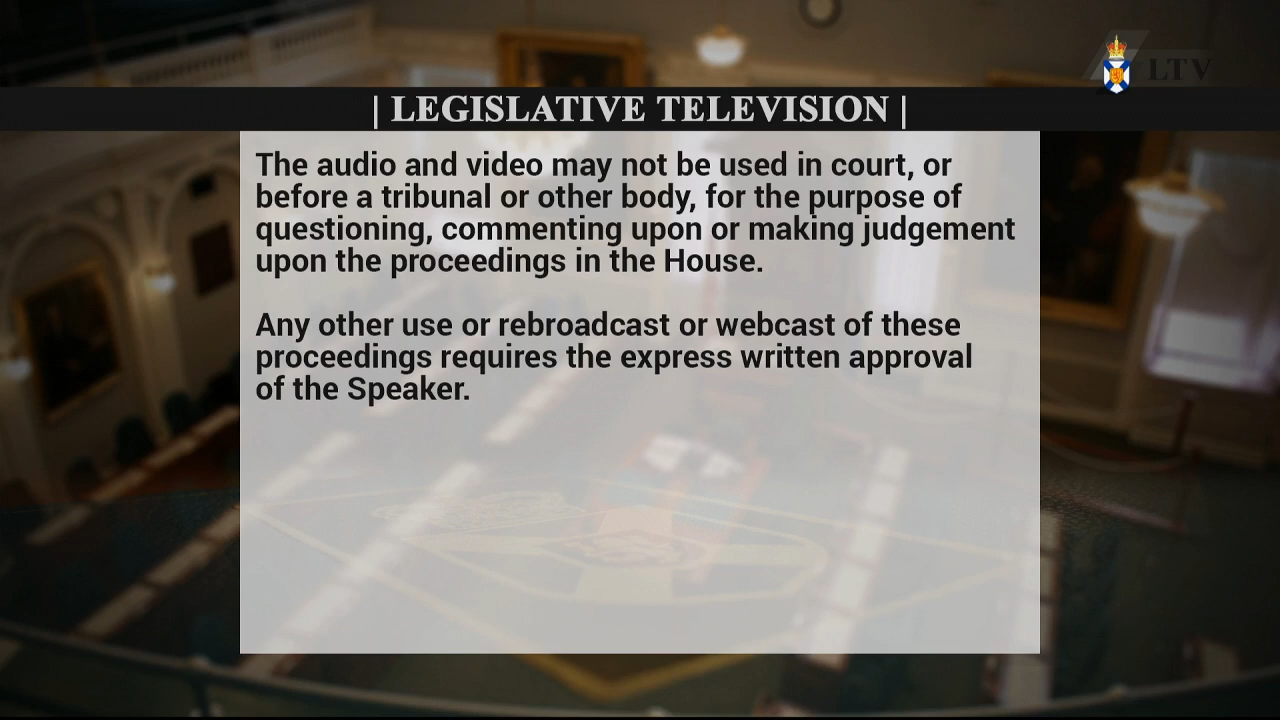 LTV
| LEGISLATIVE TELEVISION |
The audio and video may not be used in court, or
before a tribunal or other body, for the purpose of
questioning, commenting upon or making judgement
upon the proceedings in the House.
Any other use or rebroadcast or webcast of these
proceedings requires the express written approval
of the Speaker.